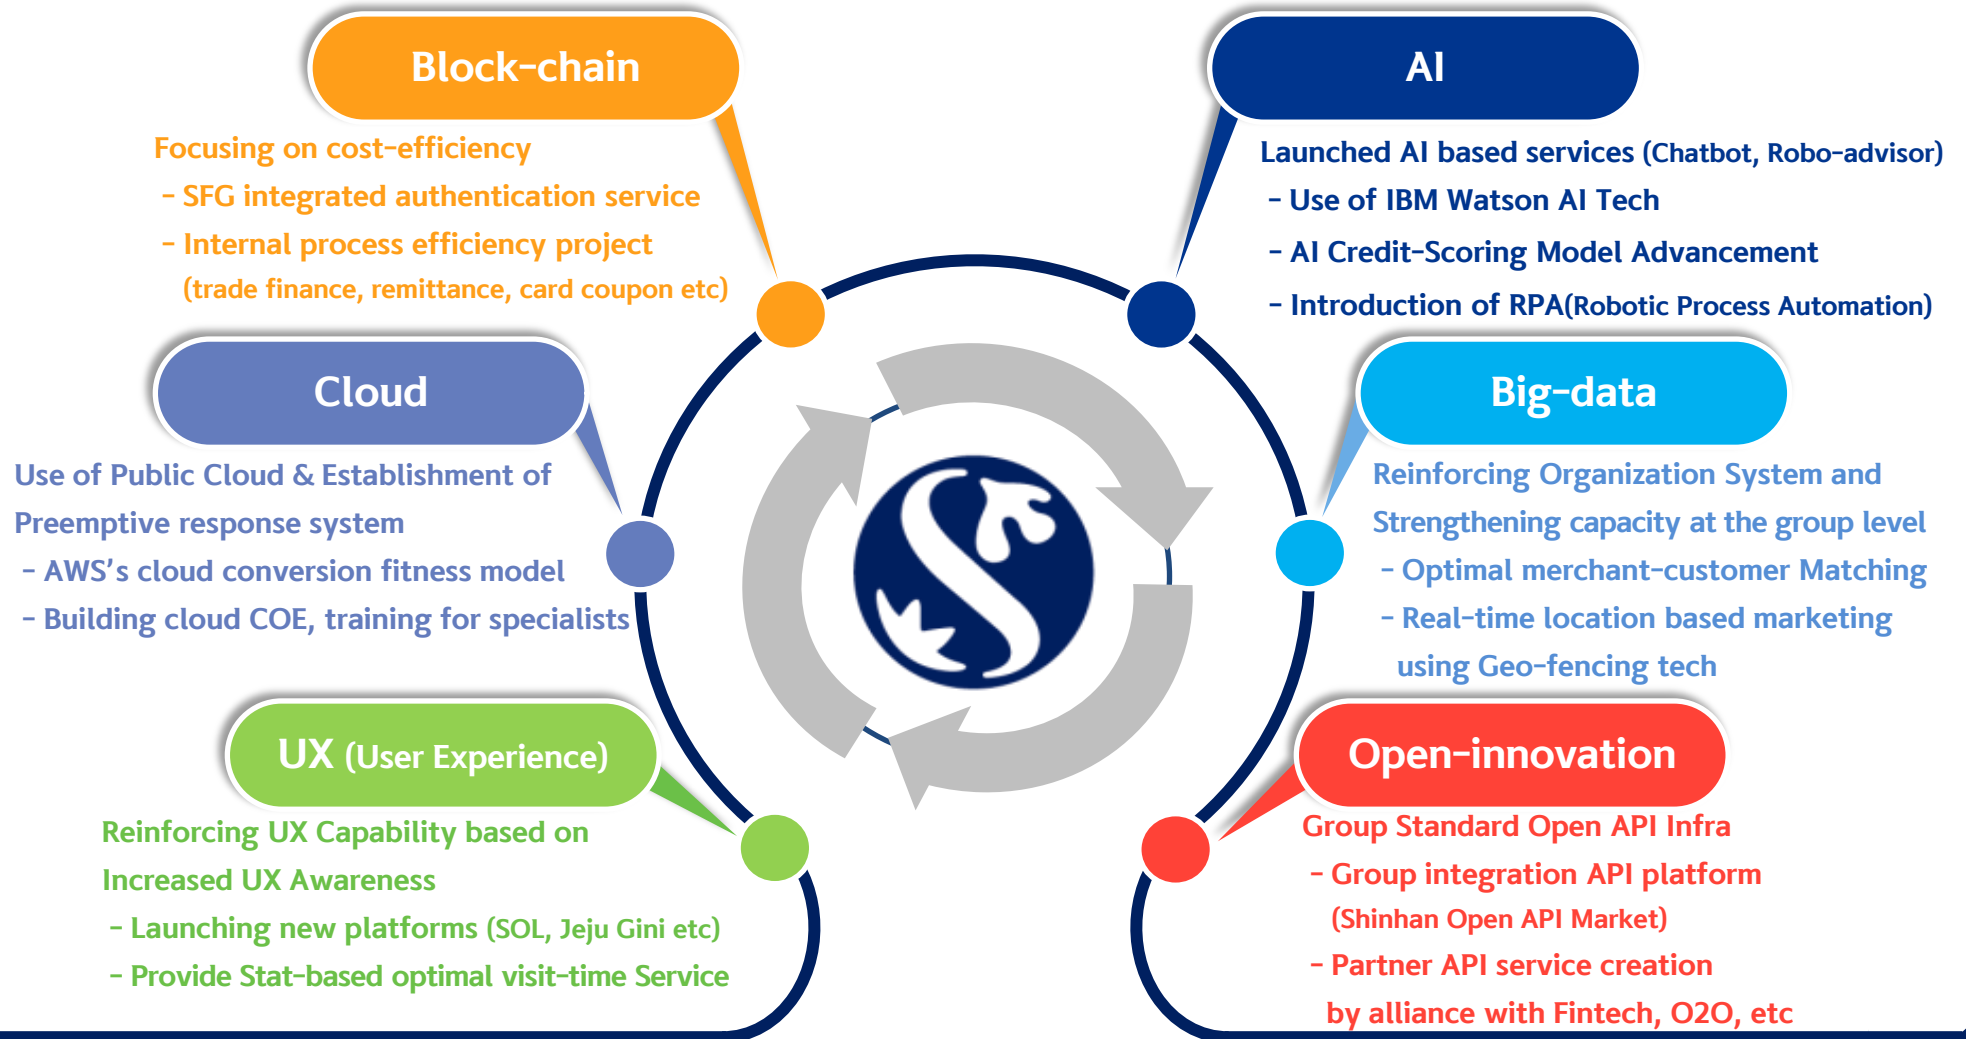 Block-chain
Focusing on cost-efficiency
- SFG integrated authentication service
- Internal process efficiency project
(trade finance, remittance, card coupon etc)
Cloud
Use of Public Cloud & Establishment of
Preemptive response system
- AWS's cloud conversion fitness model
- Building cloud COE, training for specialists
UX (User Experience)
Reinforcing UX Capability based on
Increased UX Awareness
- Launching new platforms (SOL, Jeju Gini etc)
- Provide Stat-based optimal visit-time Service
AI
Launched AI based services (Chatbot, Robo-advisor)
- Use of IBM Watson AI Tech
- AI Credit-Scoring Model Advancement
- Introduction of RPA(Robotic Process Automation)
Big-data
Reinforcing Organization System and
Strengthening capacity at the group level
- Optimal merchant-customer Matching
- Real-time location based marketing
using Geo-fencing tech
Open-innovation
Group Standard Open API Infra
- Group integration API platform
(Shinhan Open API Market)
- Partner API service creation
by alliance with Fintech, O2O, etc